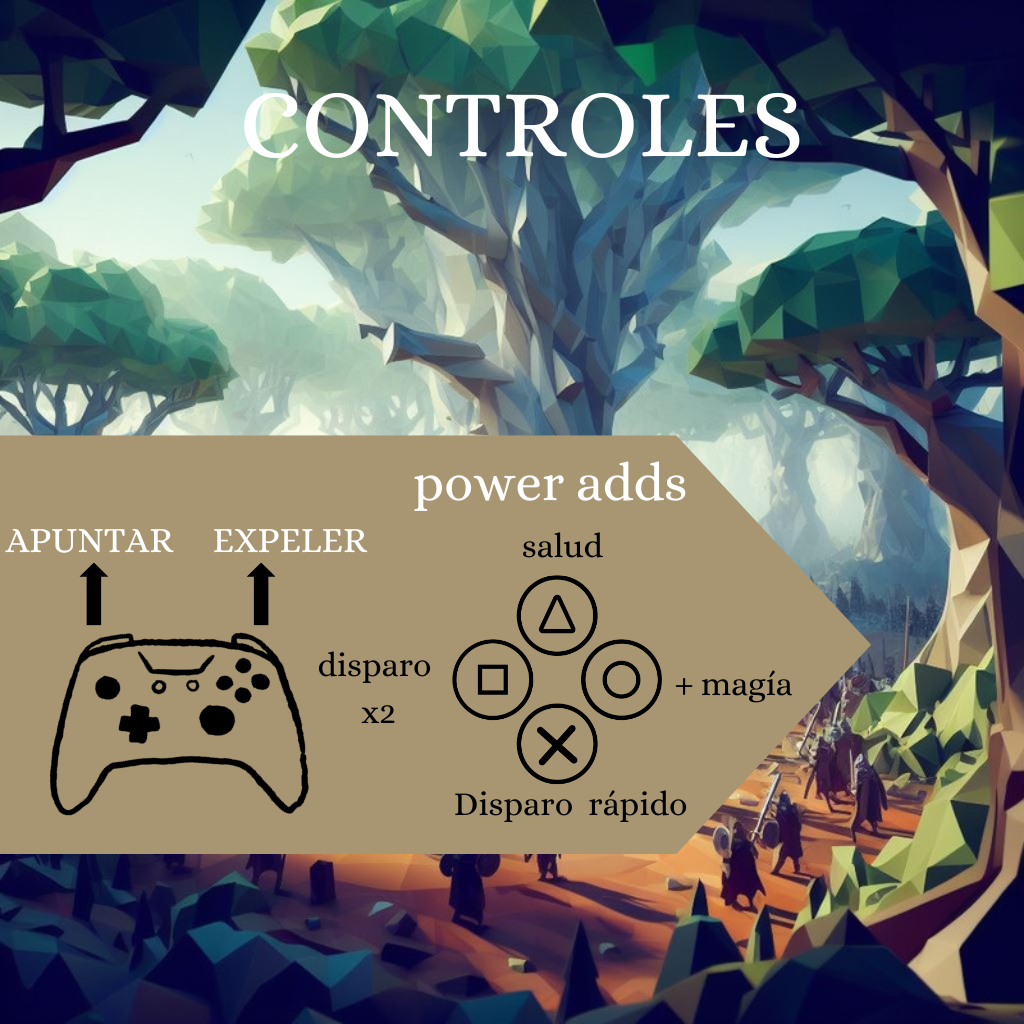 CONTROLES
power adds
APUNTAR
EXPELER
salud
disparo
x2
+ magía
Disparo rápido